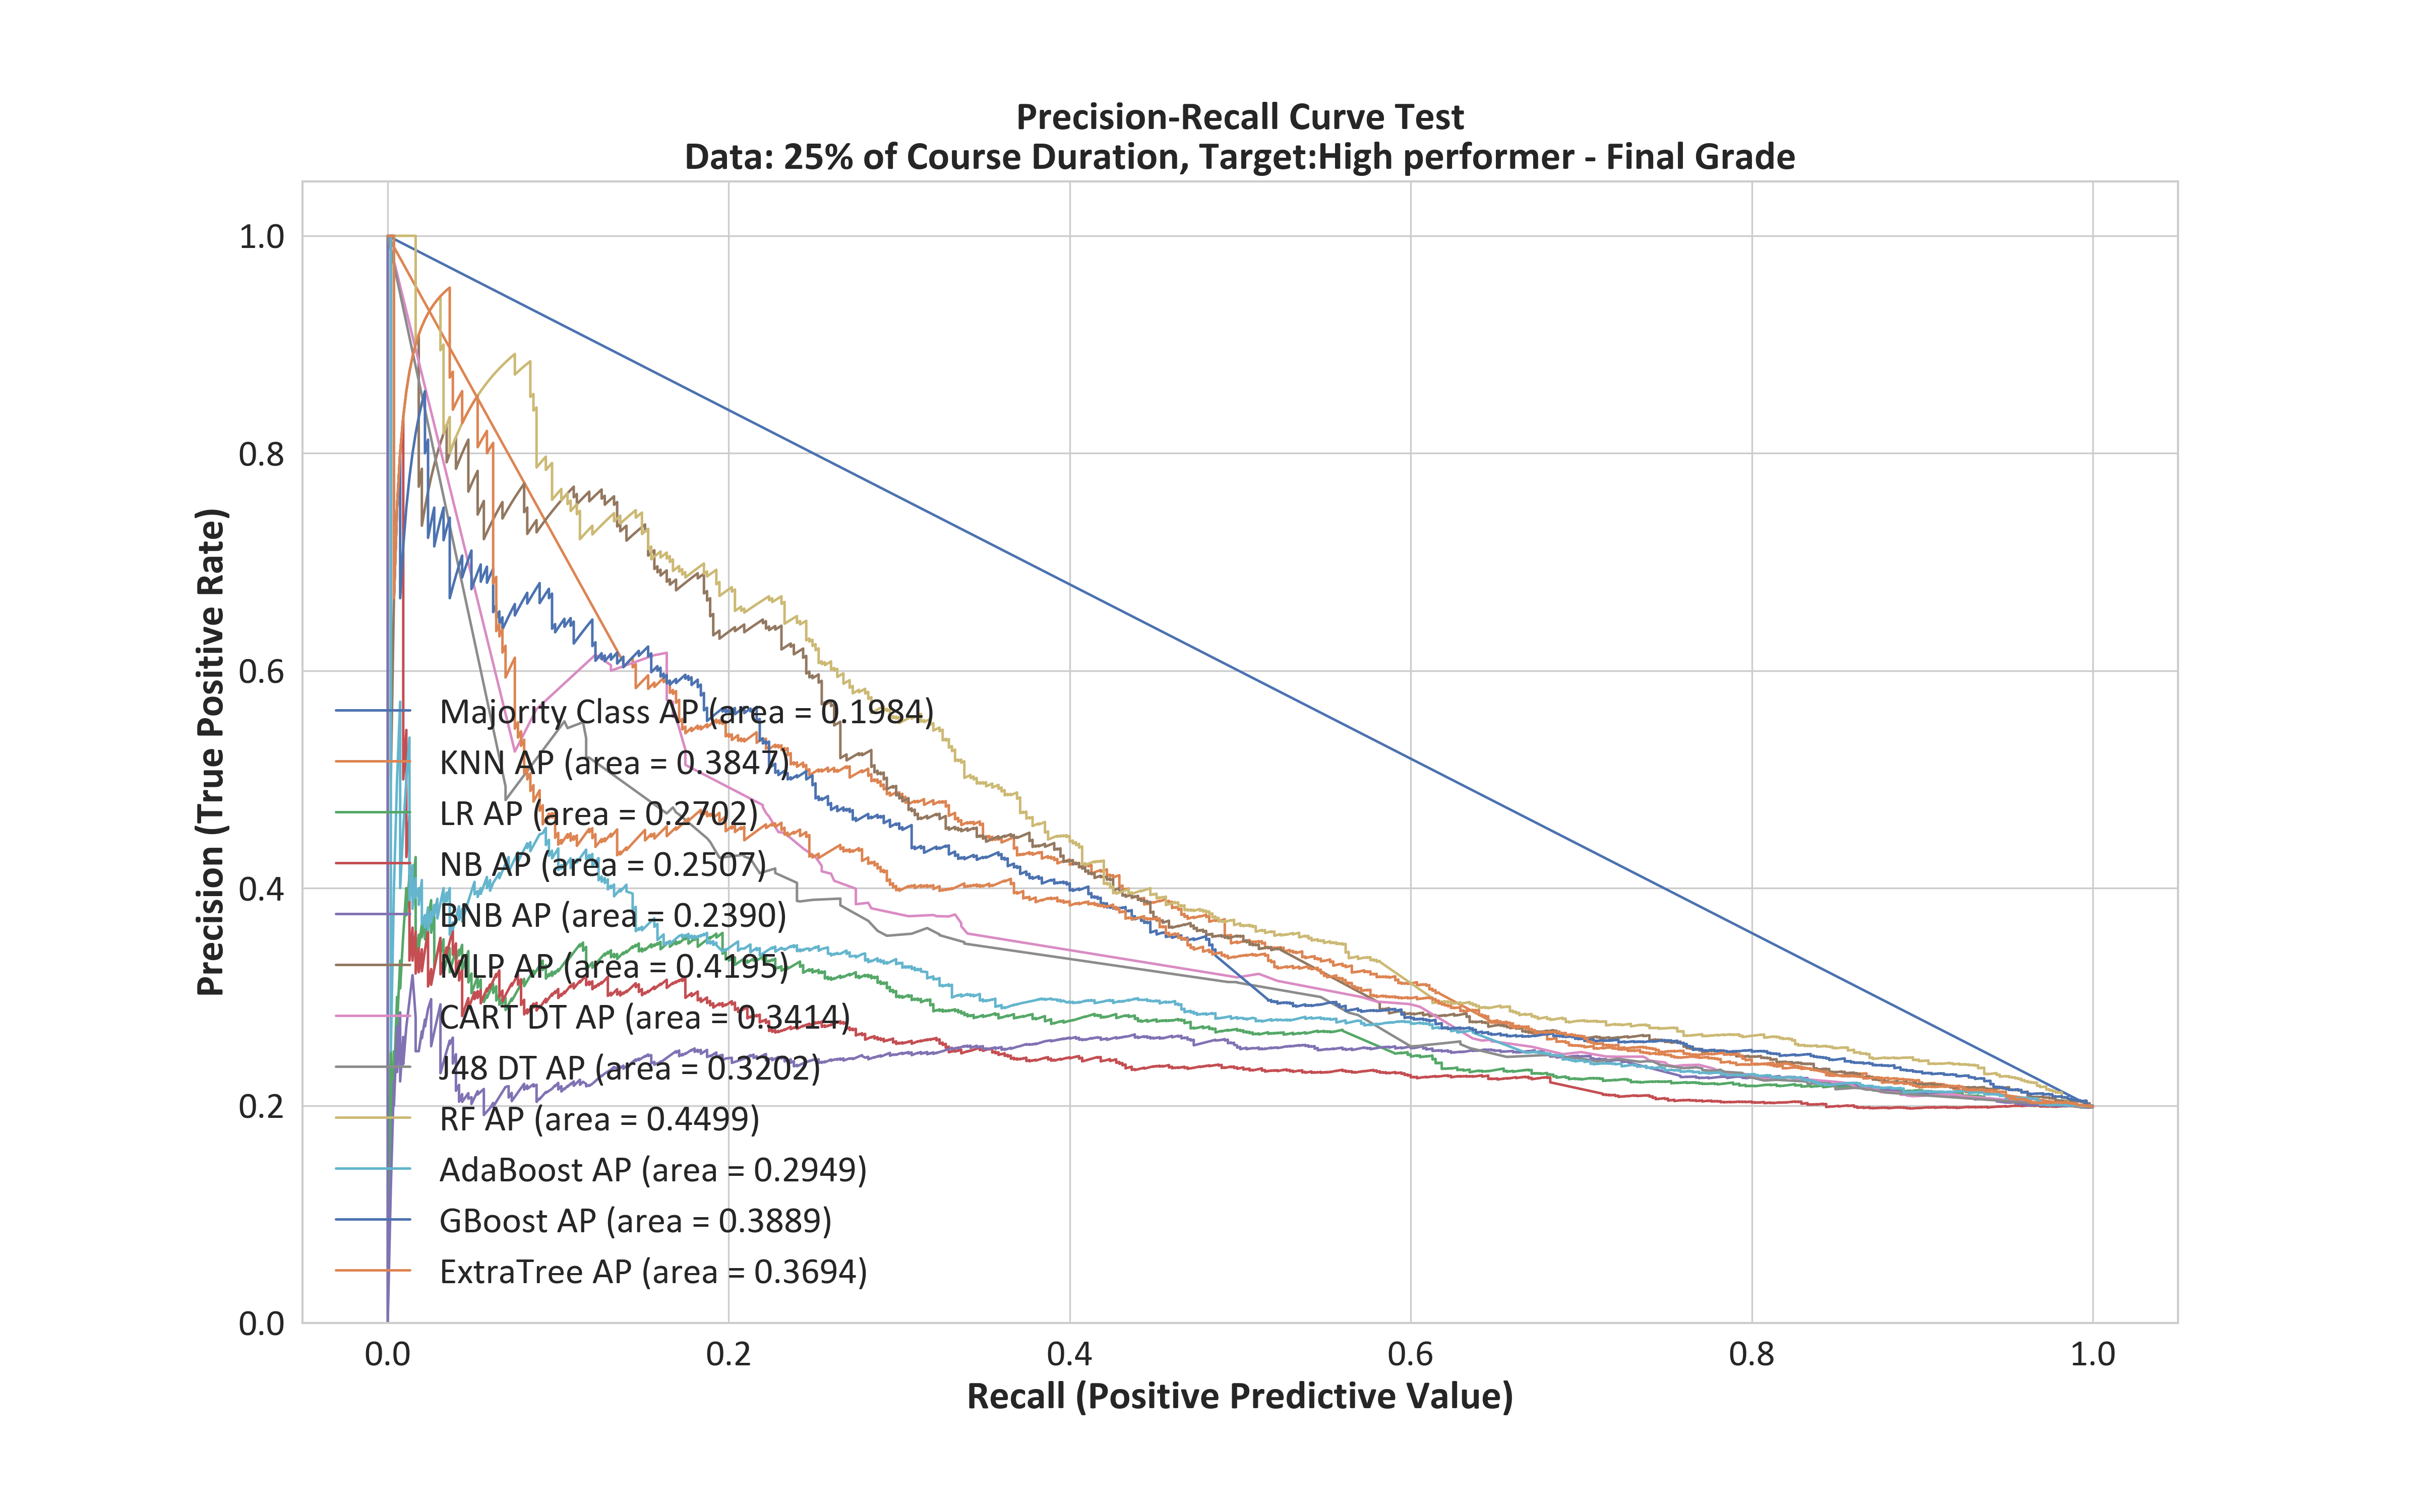 Precision-Recall Curve Test
Data: 25% of Course Duration, Target:High performer - Final Grade
Precision (True Positive Rate)
1.0
0.8
0.6
0.4
0.2
0.0
Majority Class AP (area = 0.1984)
KNN AP (area = 0.3847)
LR AP (area = 0.2702)
NB AP (area = 0.2507)
BNB AP (area = 0.2390)
MLP AP (area = 0.4195)
CART DT AP (area = 0.3414)
J48 DT AP (area = 0.3202)
RF AP (area = 0.4499)
AdaBoost AP (area = 0.2949)
GBoost AP (area = 0.3889)
ExtraTree AP (area = 0.3694)
0.0 0.2 0.4 0.6 0.8 1.0
Recall (Positive Predictive Value)